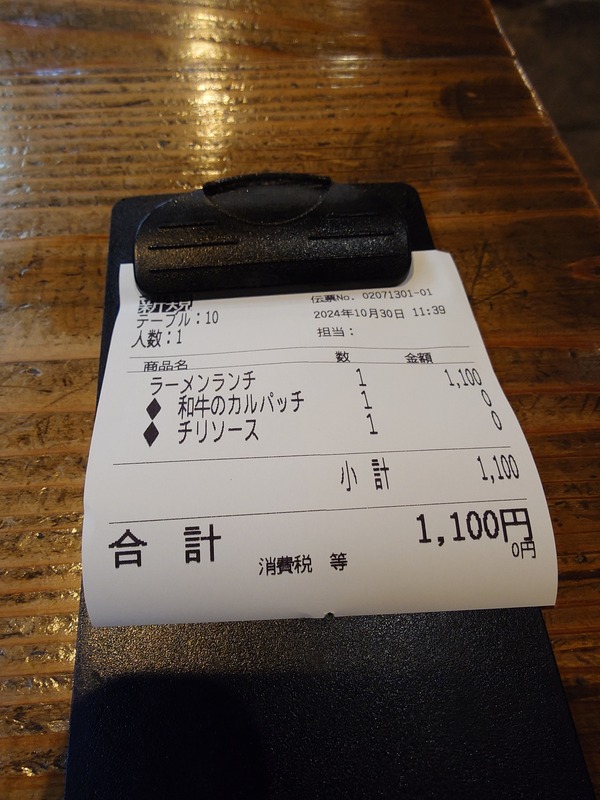 新規
伝票No. 02071301-01
テーブル:10
2024年10月30日 11:39
人数:1
担当:
商品名 数 金額
ラーメンランチ 1 1,100
◆ 和牛のカルパッチ 1 0
◆ チリソース 1 0
小 計 1,100
合 計 1,100円
消費税 等 0円